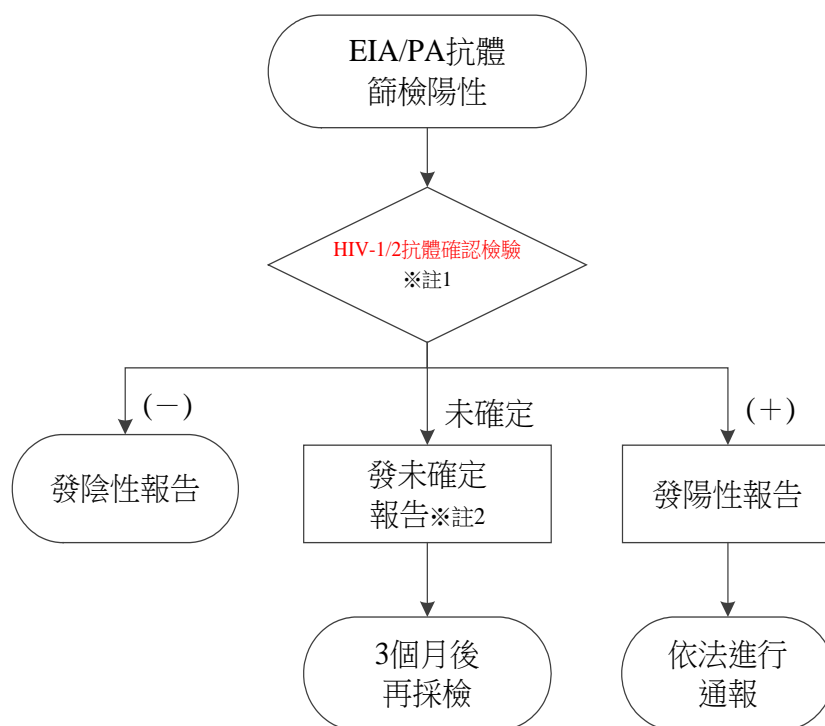 EIA/PA抗體
篩檢陽性
HIV-1/2抗體確認檢驗
※註1
(－)
未確定
(＋)
發陰性報告
發未確定
報告※註2
發陽性報告
3個月後
再採檢
依法進行
通報